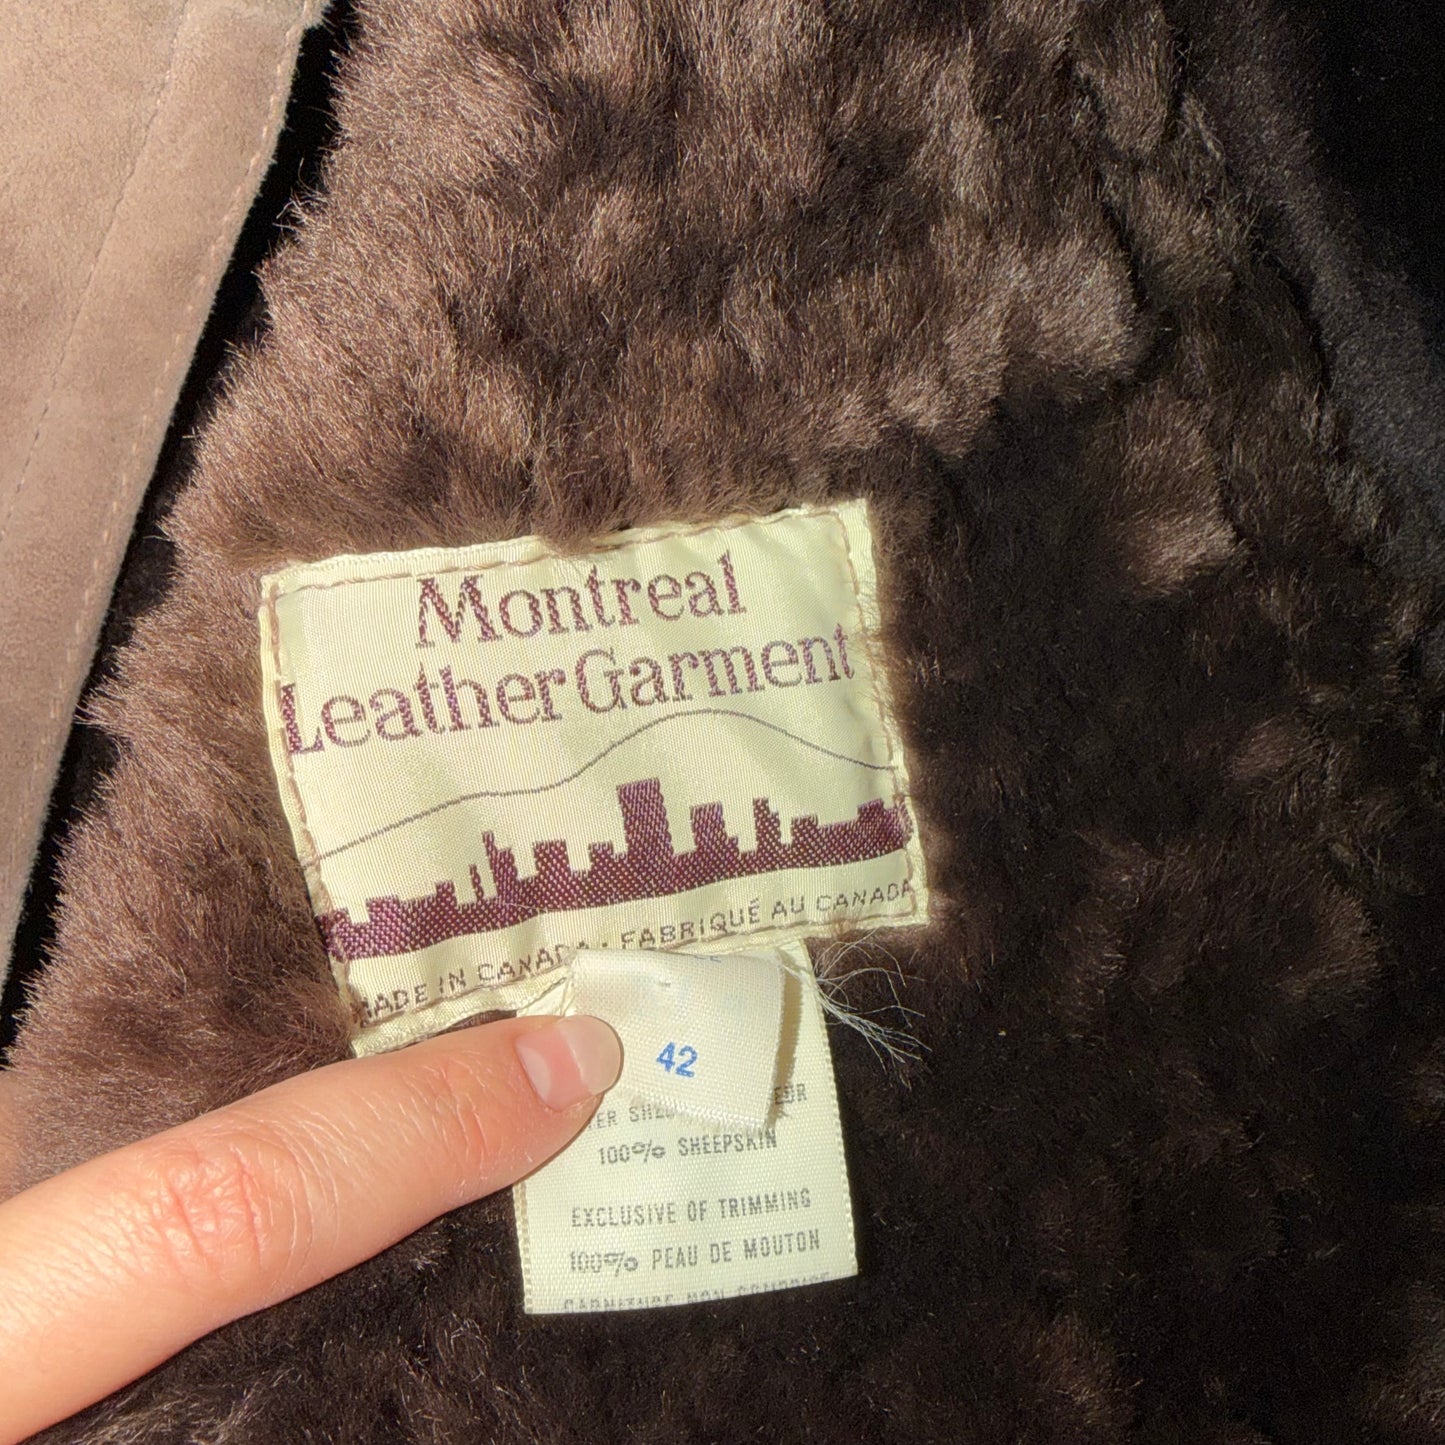 Montreal
Leather Garment
MADE IN CANADA · FABRIQUÉ AU CANADA
42
100% SHEEPSKIN
EXCLUSIVE OF TRIMMING
100% PEAU DE MOUTON